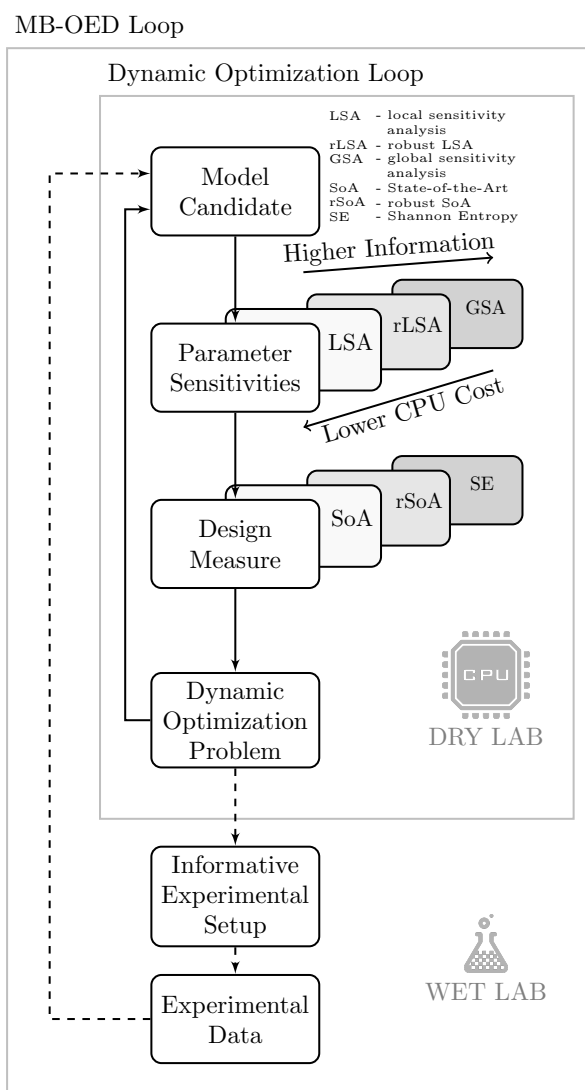 MB-OED Loop
Dynamic Optimization Loop
LSA - local sensitivity
analysis
rLSA - robust LSA
GSA - global sensitivity
analysis
SoA - State-of-the-Art
rSoA - robust SoA
SE - Shannon Entropy
Model
Candidate
Higher Information
Parameter
Sensitivities
LSA
rLSA
GSA
Lower CPU Cost
Design
Measure
SoA
rSoA
SE
Dynamic
Optimization
Problem
CPU
DRY LAB
Informative
Experimental
Setup
WET LAB
Experimental
Data